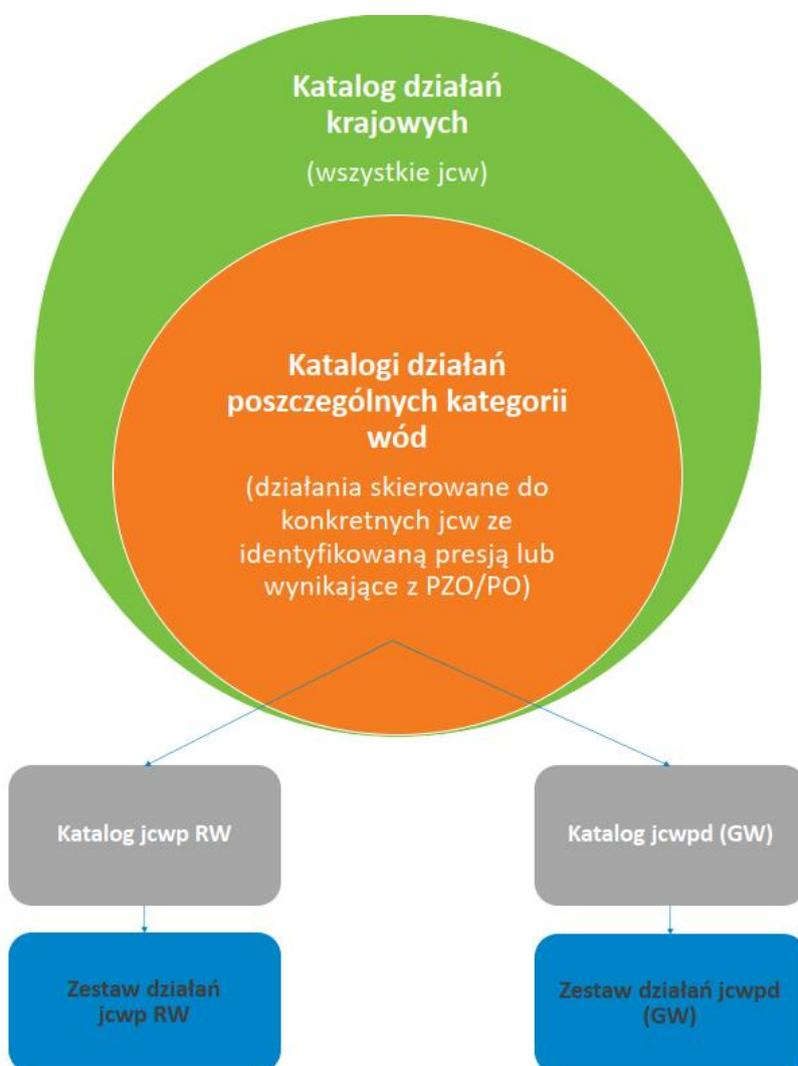 Katalog działań
krajowych
(wszystkie jcw)
Katalogi działań
poszczególnych kategorii
wód
(działania skierowane do
konkretnych jcw ze
identyfikowaną presją lub
wynikające z PZO/PO)
Katalog jcwp RW
Katalog jcwpd (GW)
Zestaw działań
jcwp RW
Zestaw działań jcwpd
(GW)